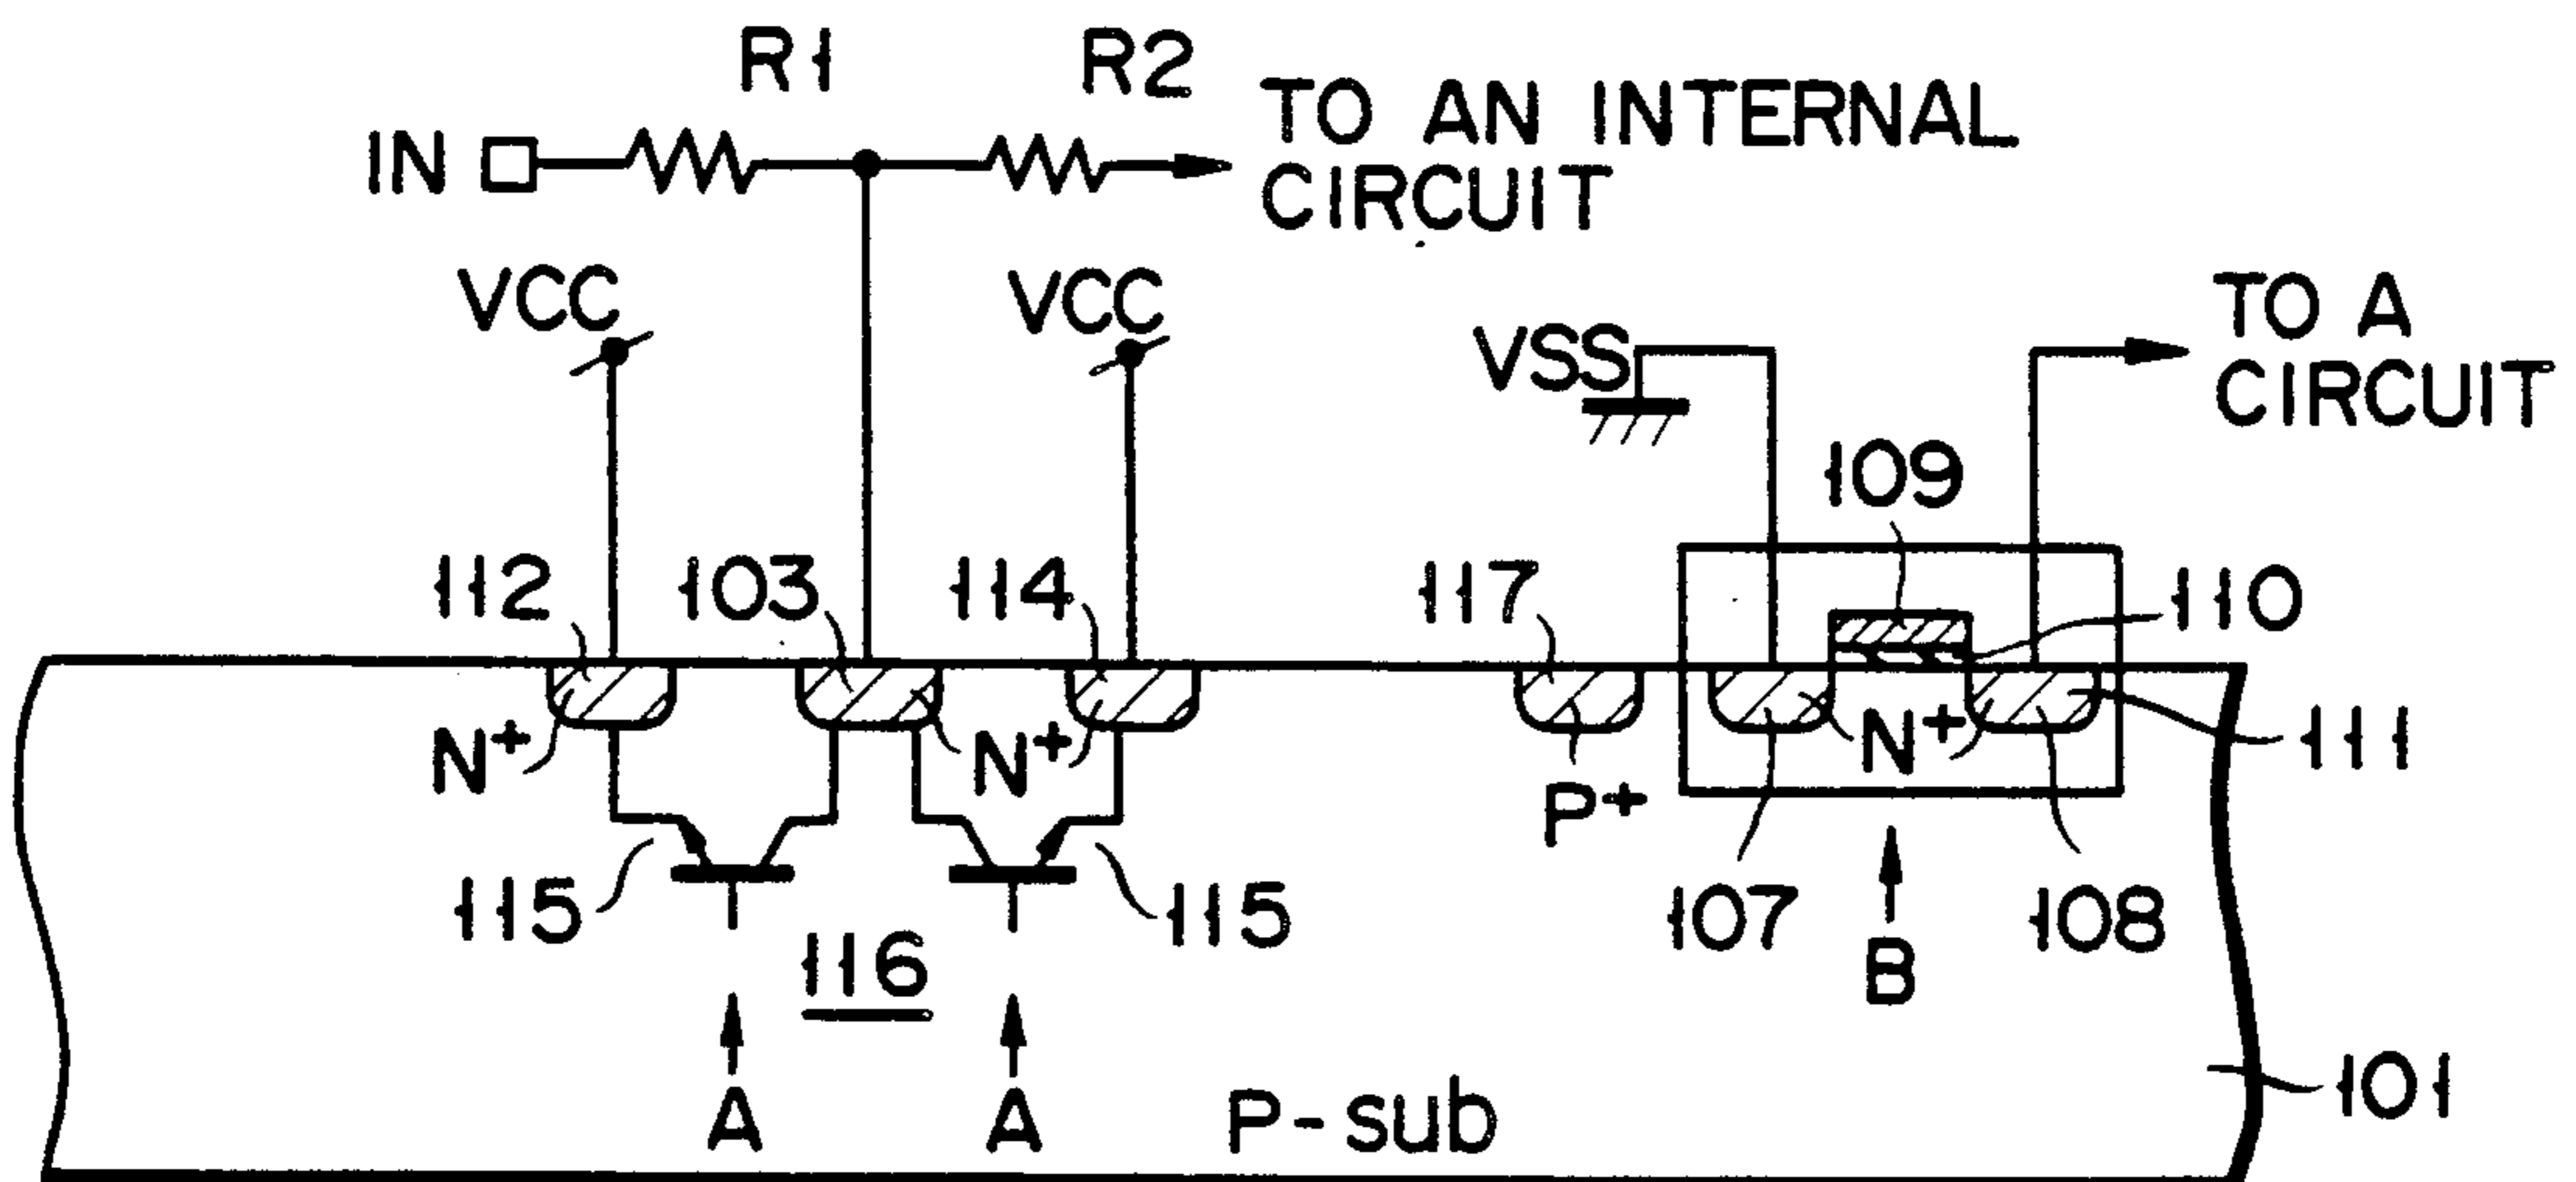 R1
R2
IN
TO AN INTERNAL
CIRCUIT
VCC
VCC
VSS
TO A
CIRCUIT
109
112
103
114
117
110
N+
N+
N+
111
P+
115
115
107
108
116
B
A
A
P-sub
101